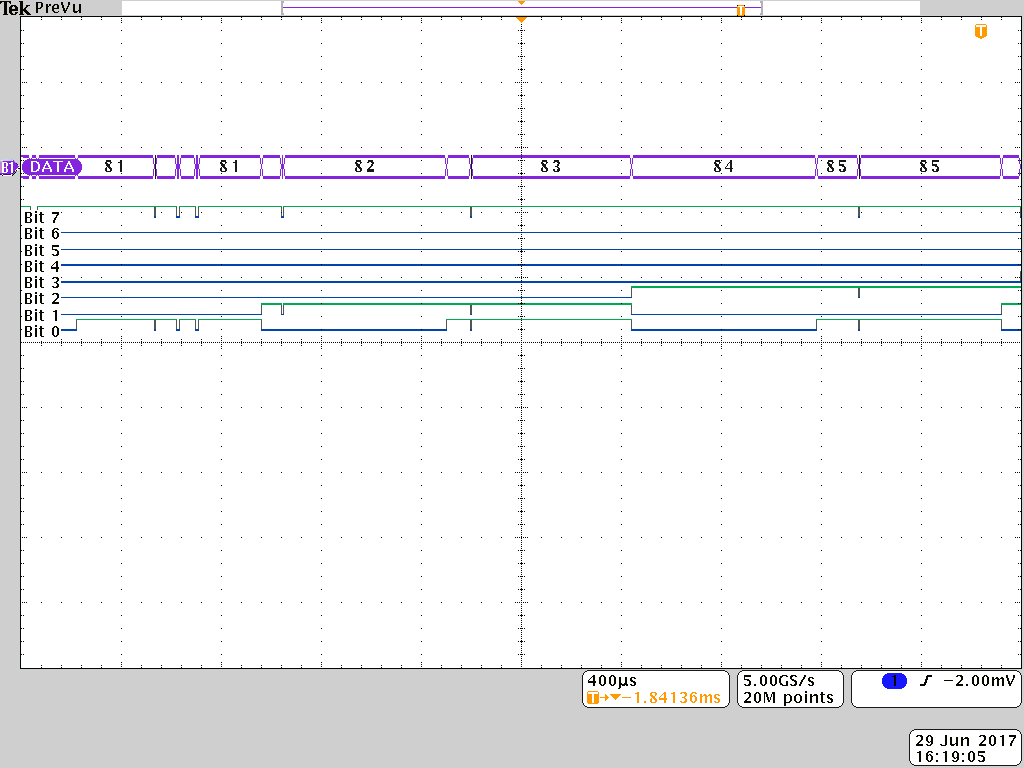 Tek PreVu
T
T
B1 DATA 81 81 82 83 84 85 85
Bit 7
Bit 6
Bit 5
Bit 4
Bit 3
Bit 2
Bit 1
Bit 0
400µs
T→▼−1.84136ms
5.00GS/s
20M points
1 −2.00mV
29 Jun 2017
16:19:05